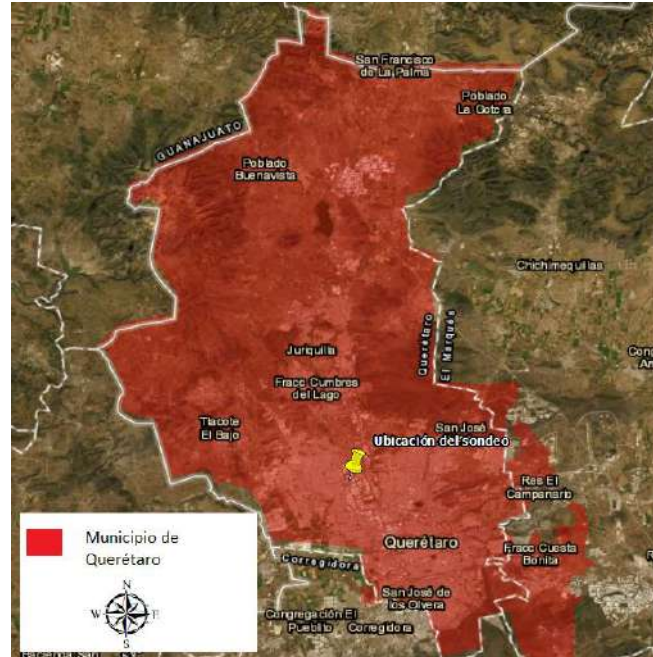 San Francisco
de La Palma
Poblado
La Gotera
GUANAJUATO
Poblado
Buenavista
Chichimequillas
Querétaro
El Marqués
Juriquilla
Fracc Cumbres
del Lago
Tlacote
El Bajo
San José
Ubicación del sondeo
Res El
Campanario
Querétaro
Fracc Cuesta
Bonita
Corregidora
San José de
los Olvera
Congregación El
Pueblito
Corregidora
Municipio de
Querétaro
N
W
E
S